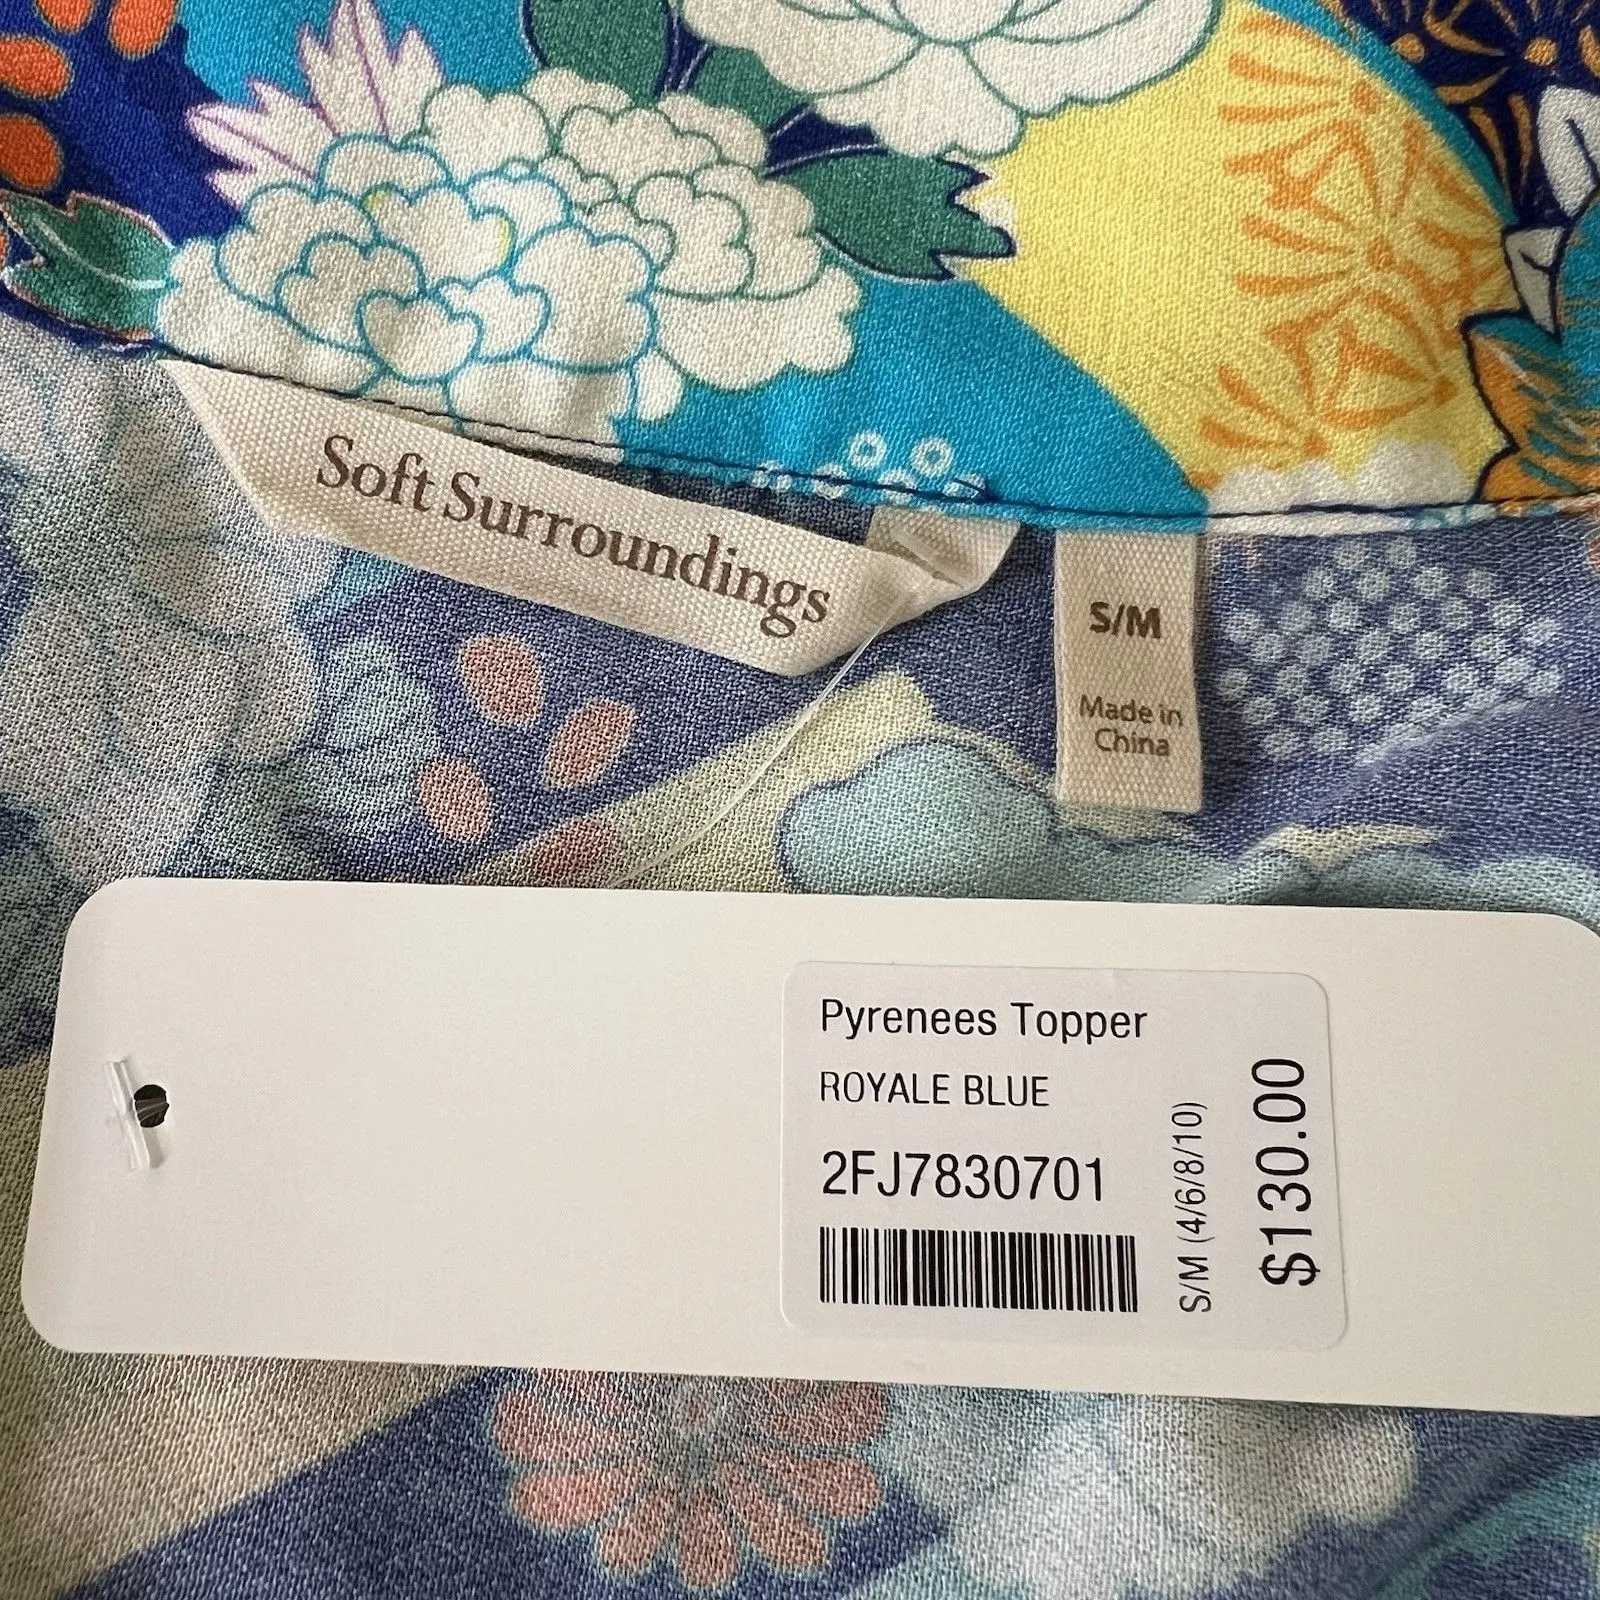 Soft Surroundings
S/M
Made in
China
Pyrenees Topper
ROYALE BLUE
2FJ7830701
S/M (4/6/8/10)
$130.00